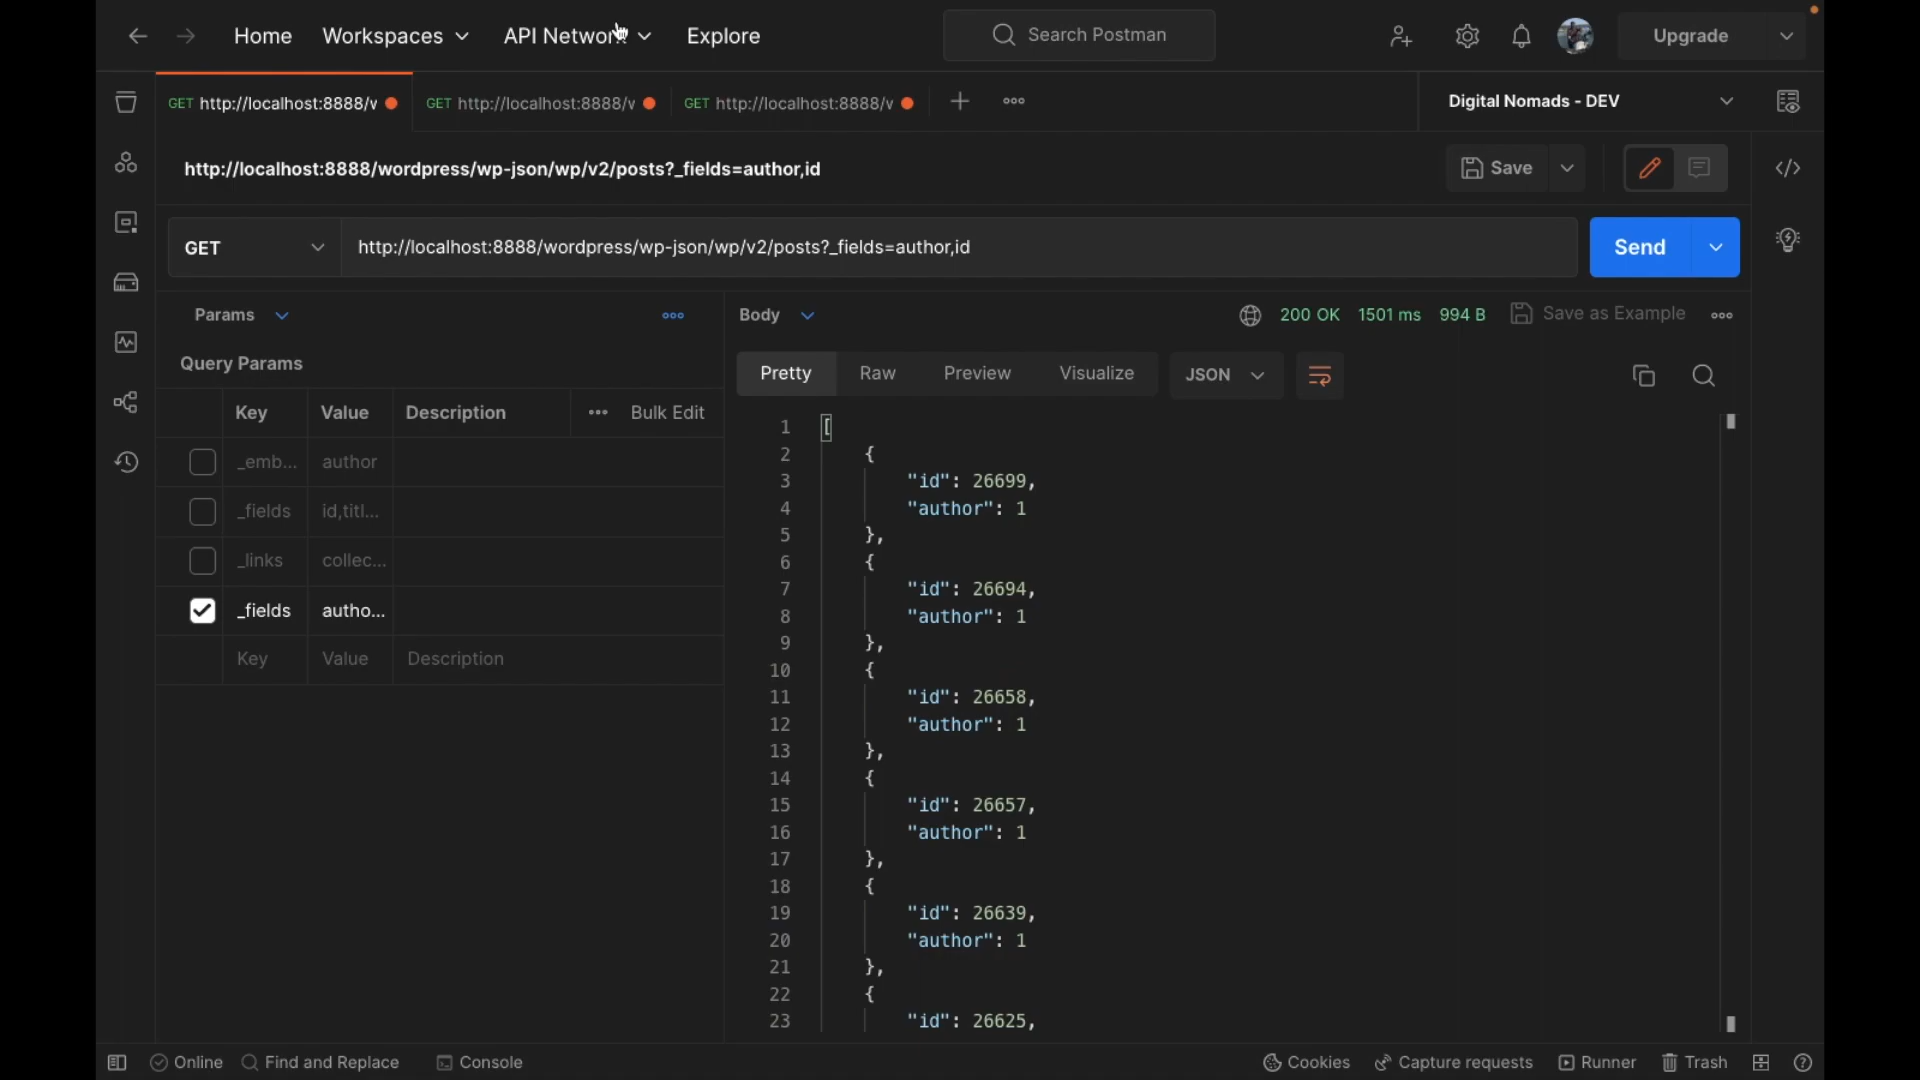 Home Workspaces API Network Explore Search Postman Upgrade
GET http://localhost:8888/v GET http://localhost:8888/v GET http://localhost:8888/v Digital Nomads - DEV
http://localhost:8888/wordpress/wp-json/wp/v2/posts?_fields=author,id Save
GET http://localhost:8888/wordpress/wp-json/wp/v2/posts?_fields=author,id Send
Params Body 200 OK 1501 ms 994 B Save as Example
Query Params
Pretty Raw Preview Visualize JSON
Key Value Description ... Bulk Edit
_emb... author
_fields id,titl...
_links collec...
_fields autho...
Key Value Description
1 [
2 {
3 "id": 26699,
4 "author": 1
5 },
6 {
7 "id": 26694,
8 "author": 1
9 },
10 {
11 "id": 26658,
12 "author": 1
13 },
14 {
15 "id": 26657,
16 "author": 1
17 },
18 {
19 "id": 26639,
20 "author": 1
21 },
22 {
23 "id": 26625,
Online Find and Replace Console Cookies Capture requests Runner Trash